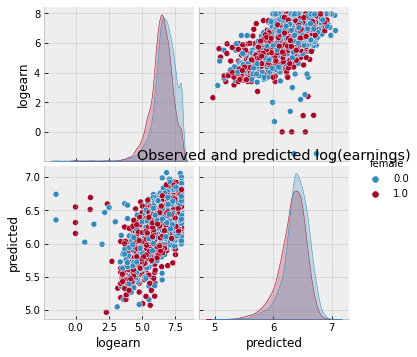 8
6
4
2
0
logearn
Observed and predicted log(earnings)
female
0.0
1.0
7.0
6.5
6.0
5.5
5.0
predicted
0.0 2.5 5.0 7.5
5 6 7
logearn predicted